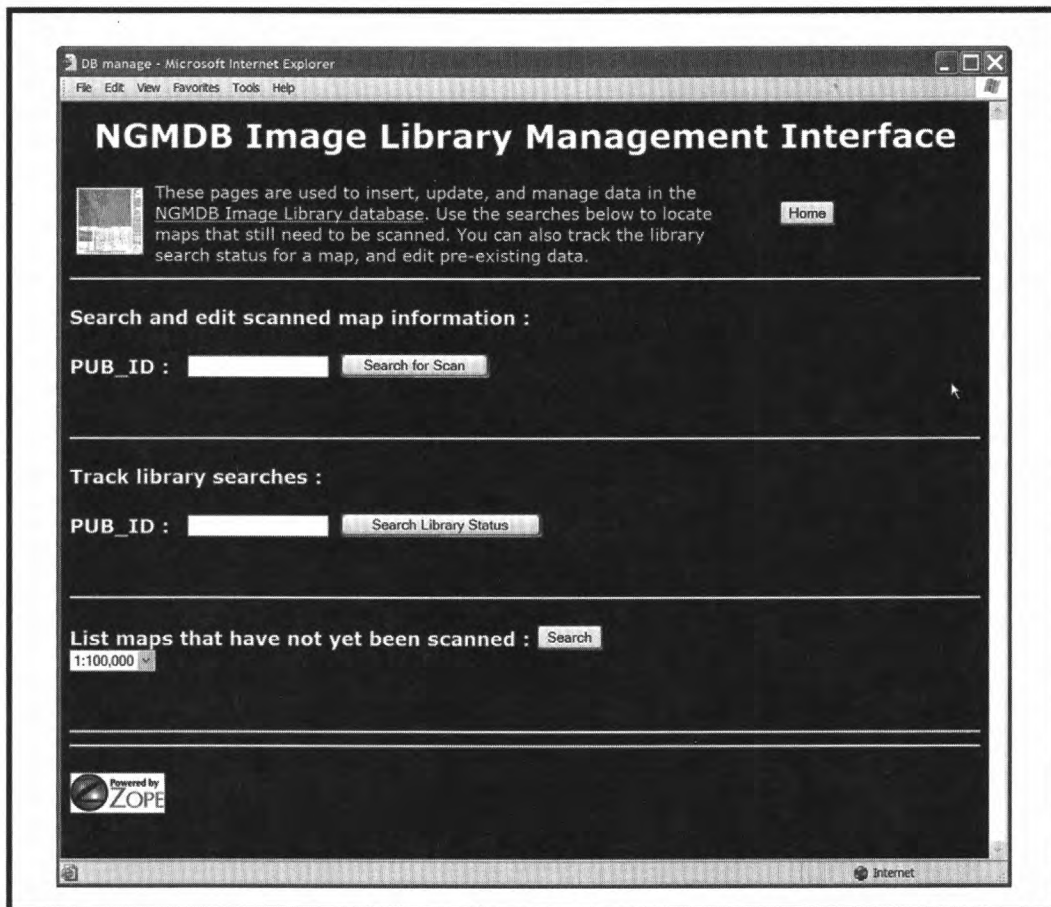 DB manage - Microsoft Internet Explorer
File Edit View Favorites Tools Help
NGMDB Image Library Management Interface
These pages are used to insert, update, and manage data in the
NGMDB Image Library database. Use the searches below to locate
maps that still need to be scanned. You can also track the library
search status for a map, and edit pre-existing data.
Home
Search and edit scanned map information :
PUB_ID :
Search for Scan
Track library searches :
PUB_ID :
Search Library Status
List maps that have not yet been scanned : Search
1:100,000
Powered by
ZOPE
Internet